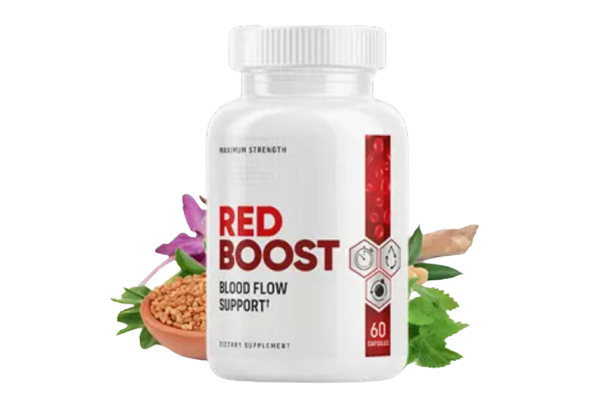 MAXIMUM STRENGTH
RED
BOOST
BLOOD FLOW
SUPPORT†
DIETARY SUPPLEMENT
60
CAPSULES